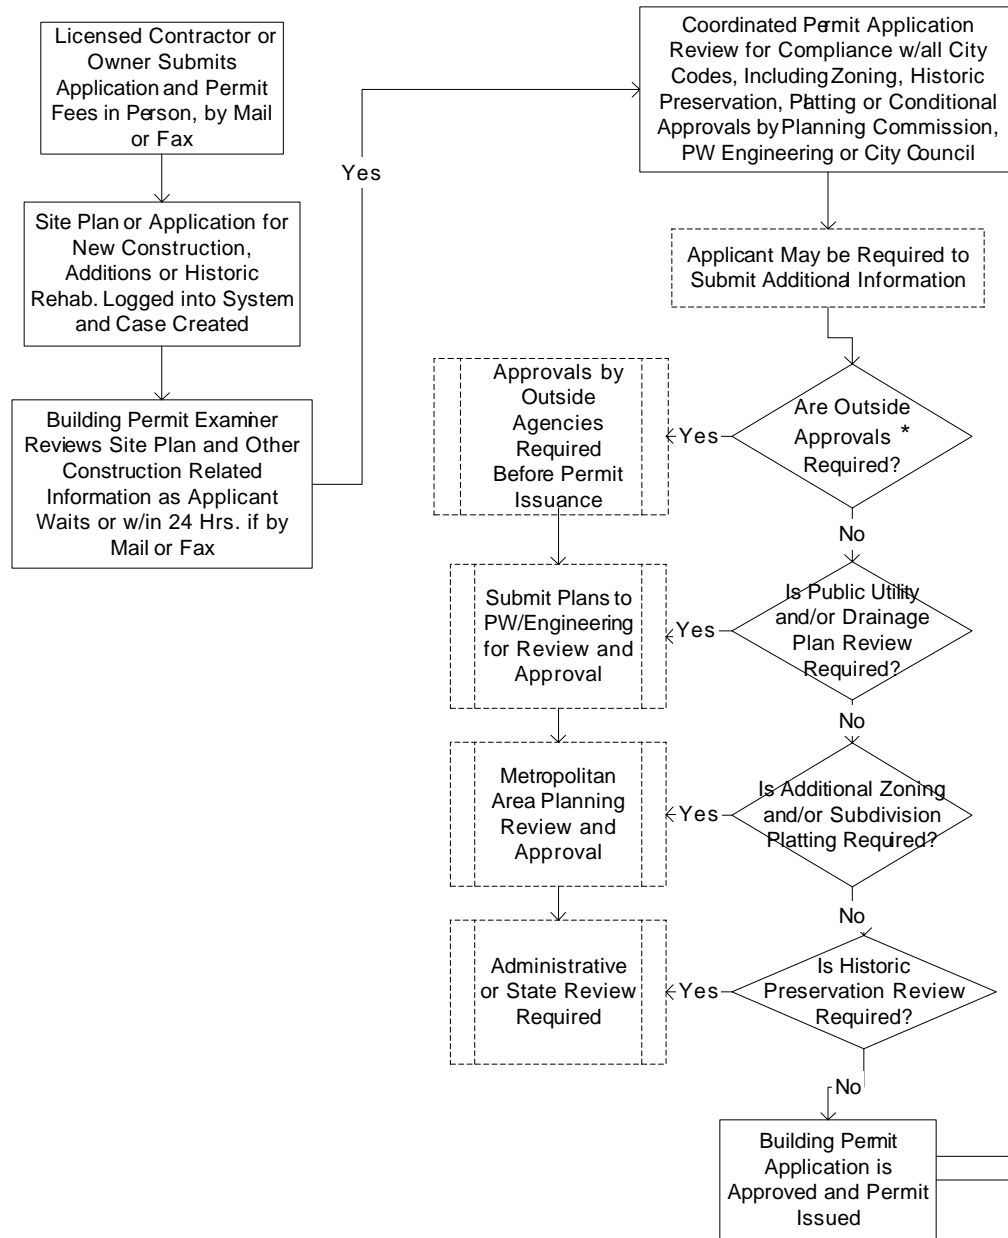 Licensed Contractor or
Owner Submits
Application and Permit
Fees in Person, by Mail
or Fax
Site Plan or Application for
New Construction,
Additions or Historic
Rehab. Logged into System
and Case Created
Building Permit Examiner
Reviews Site Plan and Other
Construction Related
Information as Applicant
Waits or w/in 24 Hrs. if by
Mail or Fax
Yes
Coordinated Permit Application
Review for Compliance w/all City
Codes, Including Zoning, Historic
Preservation, Platting or Conditional
Approvals by Planning Commission,
PW Engineering or City Council
Applicant May be Required to
Submit Additional Information
Are Outside
Approvals *
Required?
Yes
Approvals by
Outside
Agencies
Required
Before Permit
Issuance
No
Is Public Utility
and/or Drainage
Plan Review
Required?
Yes
Submit Plans to
PW/Engineering
for Review and
Approval
No
Is Additional Zoning
and/or Subdivision
Platting Required?
Yes
Metropolitan
Area Planning
Review and
Approval
No
Is Historic
Preservation Review
Required?
Yes
Administrative
or State Review
Required
No
Building Permit
Application is
Approved and Permit
Issued